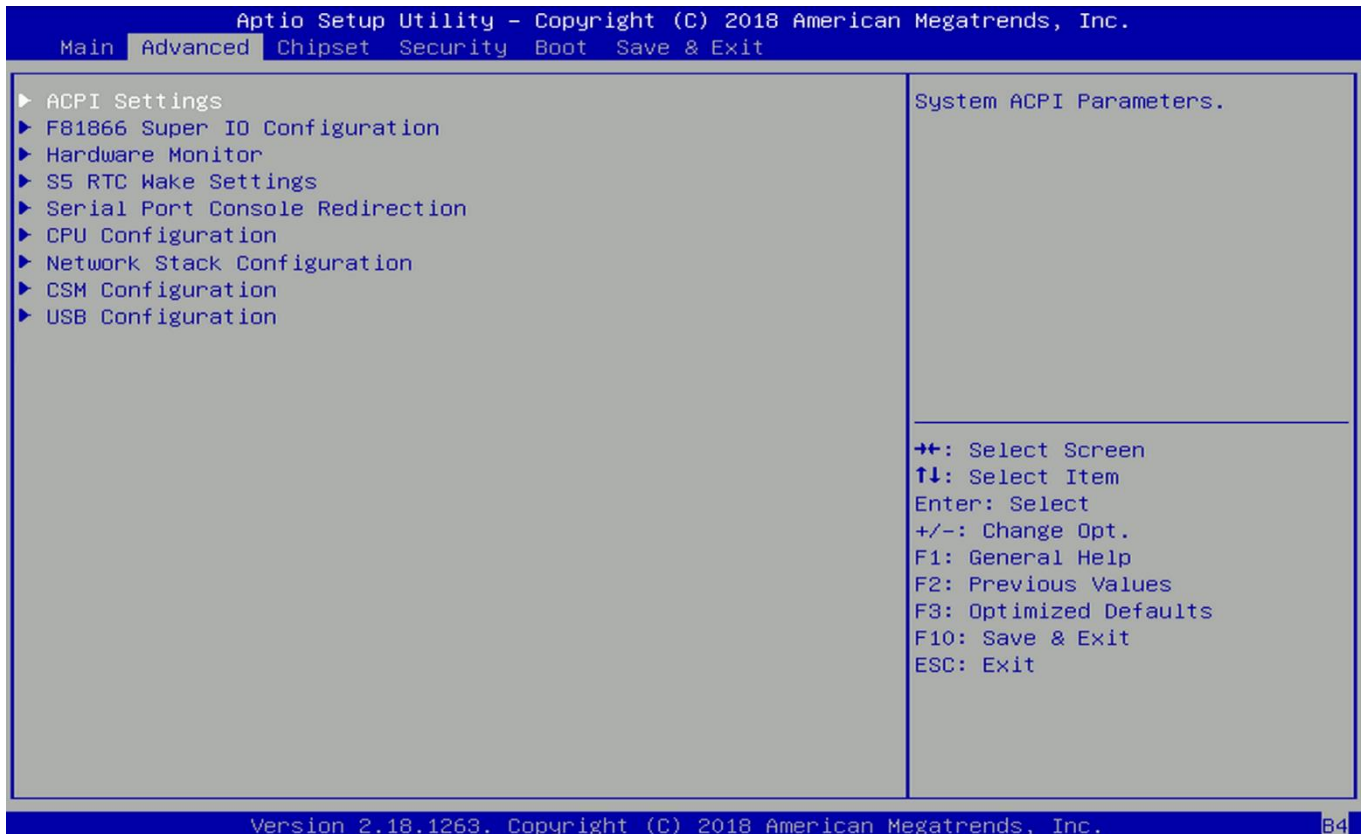 Aptio Setup Utility – Copyright (C) 2018 American Megatrends, Inc.
Main Advanced Chipset Security Boot Save & Exit
▶ ACPI Settings
▶ F81866 Super IO Configuration
▶ Hardware Monitor
▶ S5 RTC Wake Settings
▶ Serial Port Console Redirection
▶ CPU Configuration
▶ Network Stack Configuration
▶ CSM Configuration
▶ USB Configuration
System ACPI Parameters.
→←: Select Screen
↑↓: Select Item
Enter: Select
+/-: Change Opt.
F1: General Help
F2: Previous Values
F3: Optimized Defaults
F10: Save & Exit
ESC: Exit
Version 2.18.1263. Copyright (C) 2018 American Megatrends, Inc.
B4